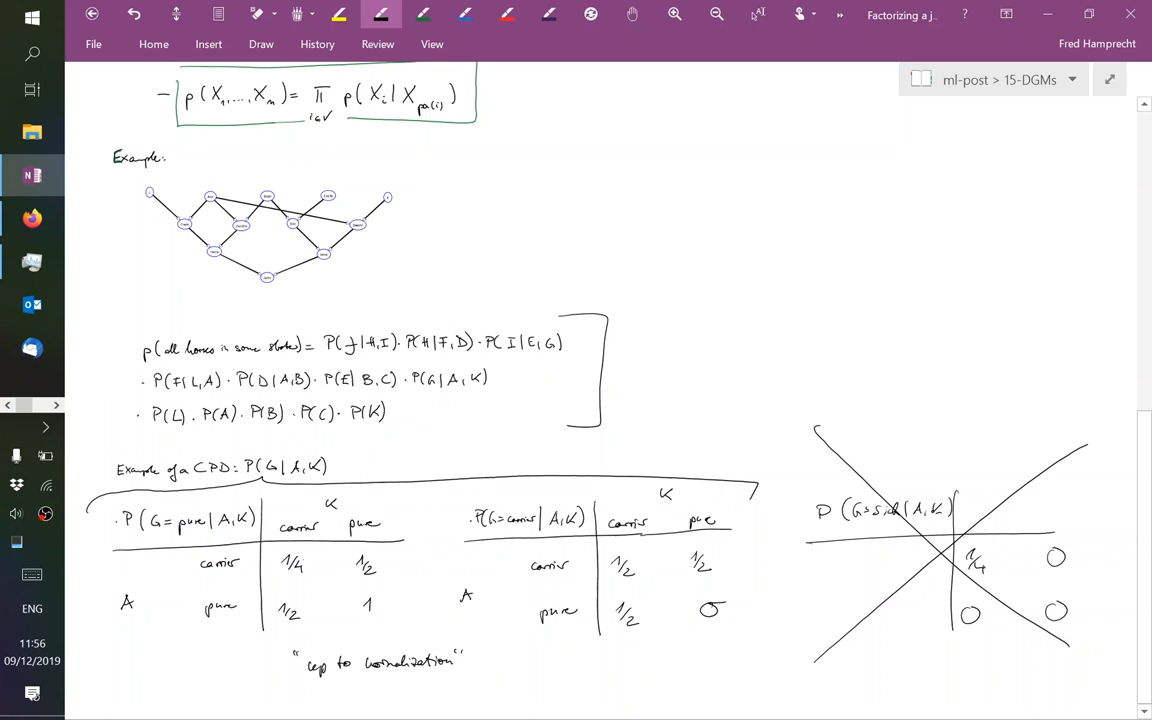 Factorizing a j...
File Home Insert Draw History Review View
Fred Hamprecht
ml-post > 15-DGMs
- p(X₁,...,Xₙ) = ∏ p(Xᵢ | X_pa(i))
i∈V
Example:
p(all horses in some state) = P(J|H,I) · P(H|F,D) · P(I|E,G)
· P(F|L,A) · P(D|A,B) · P(E|B,C) · P(G|A,K)
· P(L) · P(A) · P(B) · P(C) · P(K)
Example of a CPD: P(G|A,K)
· P(G=pure|A,K) K
carrier pure
A carrier 1/4 1/2
pure 1/2 1
· P(G=carrier|A,K) K
carrier pure
A carrier 1/2 1/2
pure 1/2 0
P(G=sick|A,K)
1/4 0
0 0
"up to normalization"
ENG
11:56
09/12/2019